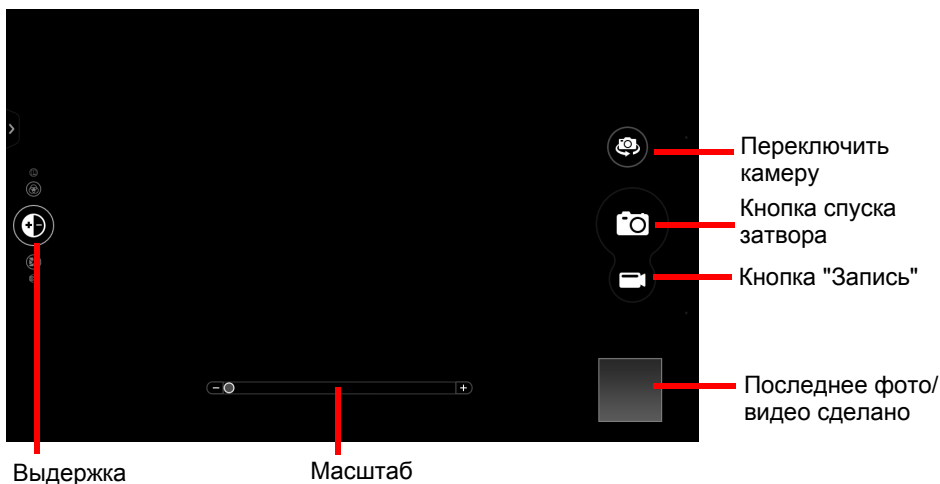 Переключить
камеру
Кнопка спуска
затвора
Кнопка "Запись"
Последнее фото/
видео сделано
Выдержка
Масштаб